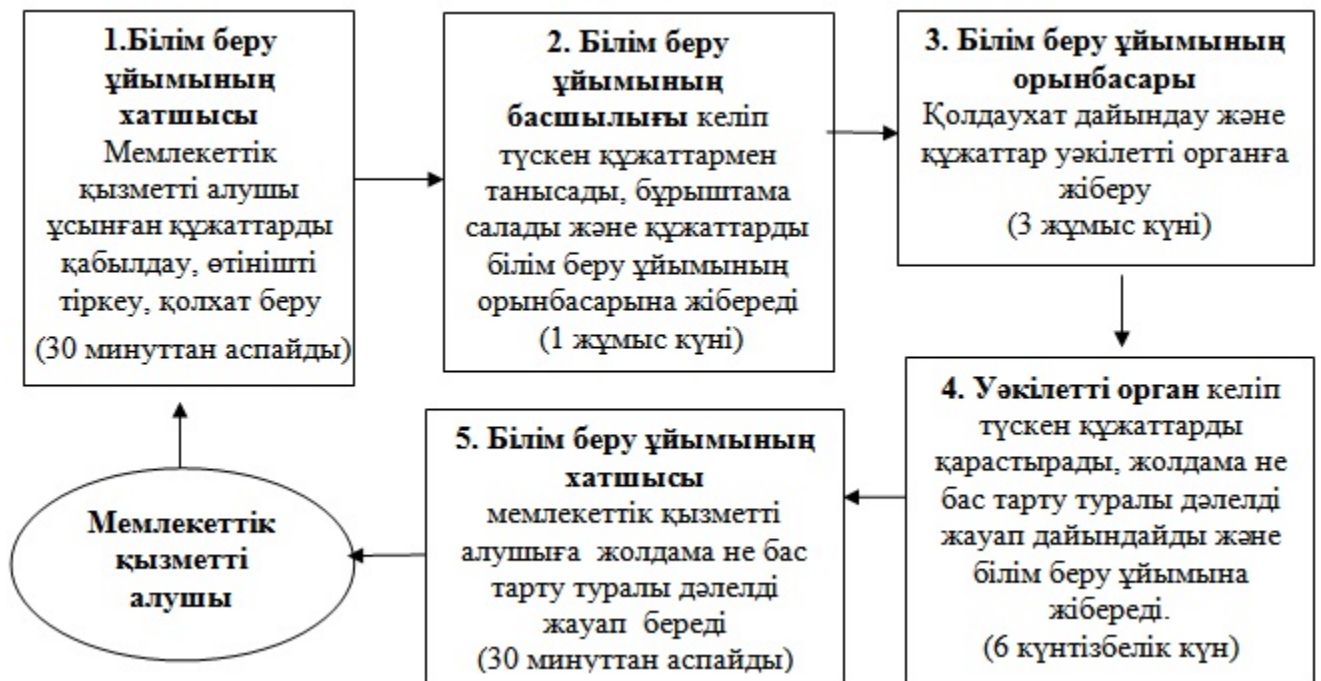 1.Білім беру
ұйымының
хатшысы
Мемлекеттік
қызметті алушы
ұсынған құжаттарды
қабылдау, өтінішті
тіркеу, қолхат беру
(30 минуттан аспайды)
2. Білім беру
ұйымының
басшылығы келіп
түскен құжаттармен
танысады, бұрыштама
салады және құжаттарды
білім беру ұйымының
орынбасарына жібереді
(1 жұмыс күні)
3. Білім беру ұйымының
орынбасары
Қолдаухат дайындау және
құжаттар уәкілетті органға
жіберу
(3 жұмыс күні)
4. Уәкілетті орган келіп
түскен құжаттарды
қарастырады, жолдама не
бас тарту туралы дәлелді
жауап дайындайды және
білім беру ұйымына
жібереді.
(6 күнтізбелік күн)
5. Білім беру ұйымының
хатшысы
мемлекеттік қызметті
алушыға жолдама не бас
тарту туралы дәлелді
жауап береді
(30 минуттан аспайды)
Мемлекеттік
қызметті
алушы